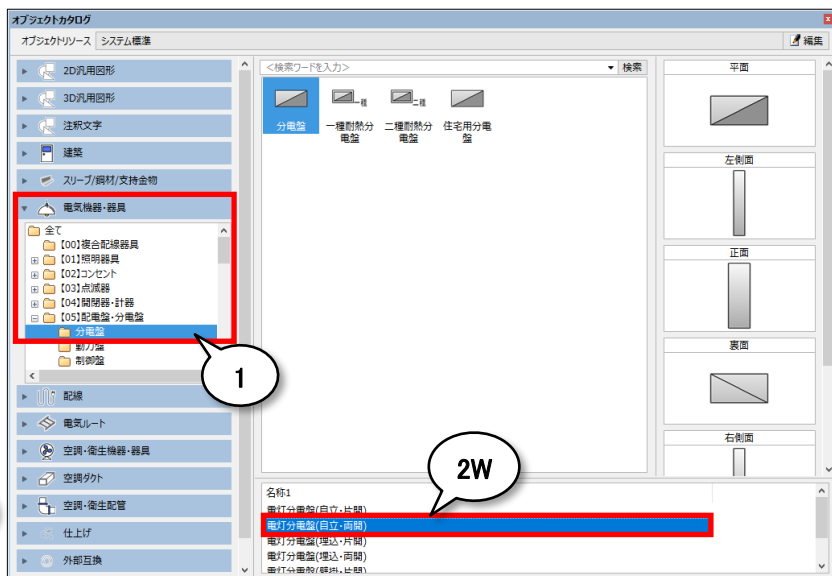 オブジェクトカタログ
オブジェクトリソース システム標準 編集
2D汎用図形
3D汎用図形
注釈文字
建築
スリーブ/鋼材/支持金物
電気機器・器具
全て
【00】複合配線器具
【01】照明器具
【02】コンセント
【03】点滅器
【04】開閉器・計器
【05】配電盤・分電盤
分電盤
動力盤
制御盤
1
配線
電気ルート
空調・衛生機器・器具
空調ダクト
空調・衛生配管
仕上げ
外部互換
<検索ワードを入力> 検索
一種 二種
分電盤 一種耐熱分電盤 二種耐熱分電盤 住宅用分電盤
2W
名称1
電灯分電盤(自立・片開)
電灯分電盤(自立・両開)
電灯分電盤(埋込・片開)
電灯分電盤(埋込・両開)
電灯分電盤(壁掛・片開)
平面
左側面
正面
裏面
右側面